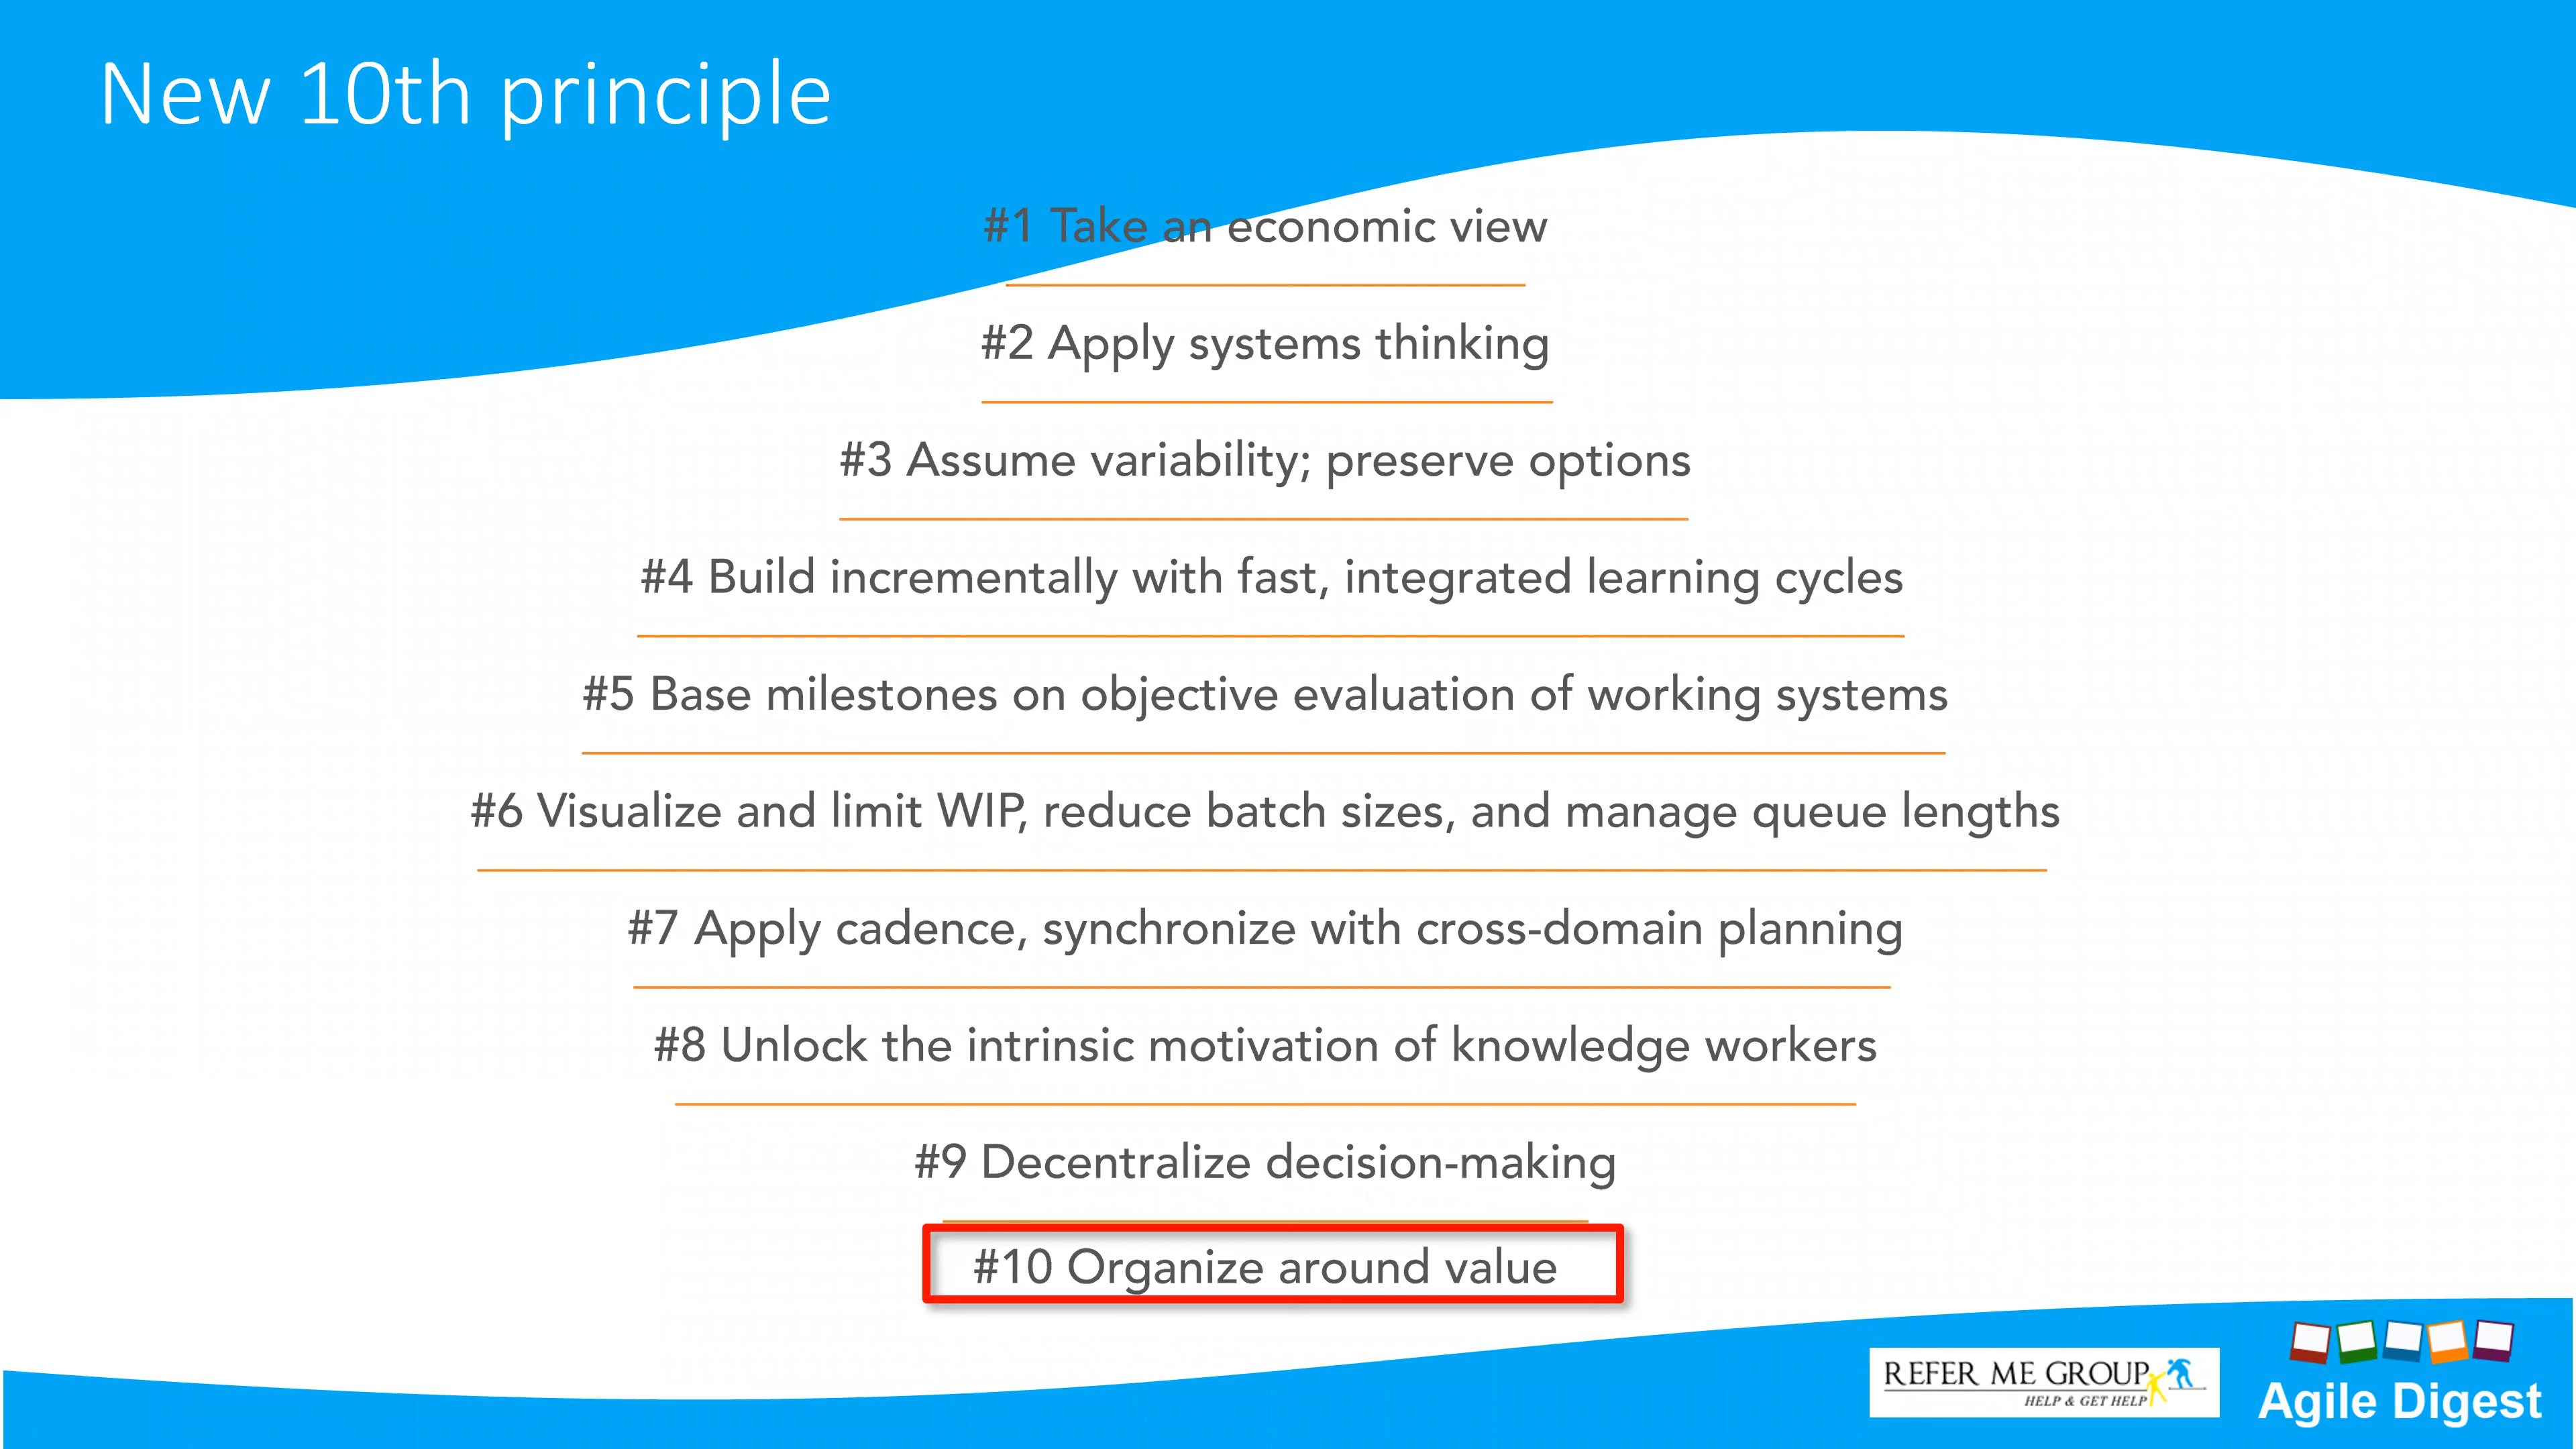 New 10th principle
#1 Take an economic view
#2 Apply systems thinking
#3 Assume variability; preserve options
#4 Build incrementally with fast, integrated learning cycles
#5 Base milestones on objective evaluation of working systems
#6 Visualize and limit WIP, reduce batch sizes, and manage queue lengths
#7 Apply cadence, synchronize with cross-domain planning
#8 Unlock the intrinsic motivation of knowledge workers
#9 Decentralize decision-making
#10 Organize around value
REFER ME GROUP
HELP & GET HELP
Agile Digest